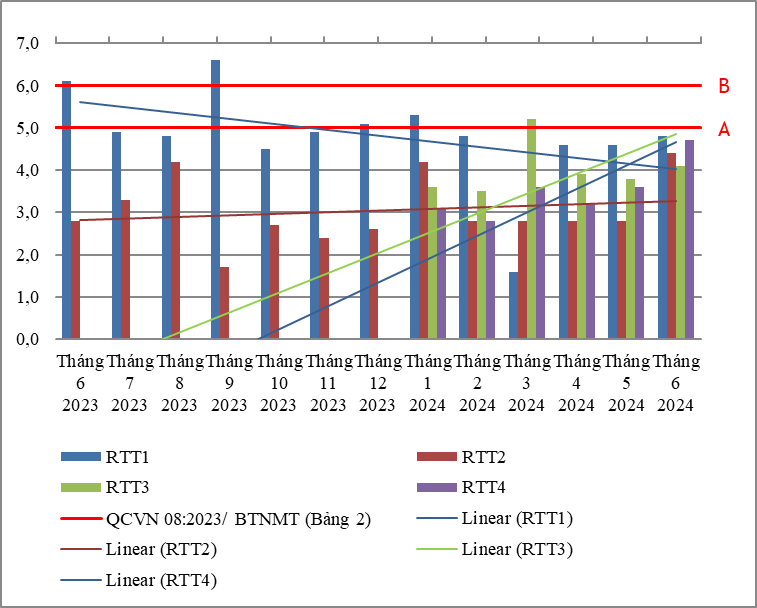 7,0
6,0
B
5,0
A
4,0
3,0
2,0
1,0
0,0
Tháng Tháng Tháng Tháng Tháng Tháng Tháng Tháng Tháng Tháng Tháng Tháng Tháng
6 7 8 9 10 11 12 1 2 3 4 5 6
2023 2023 2023 2023 2023 2023 2023 2024 2024 2024 2024 2024 2024
RTT1 RTT2
RTT3 RTT4
QCVN 08:2023/ BTNMT (Bảng 2) Linear (RTT1)
Linear (RTT2) Linear (RTT3)
Linear (RTT4)